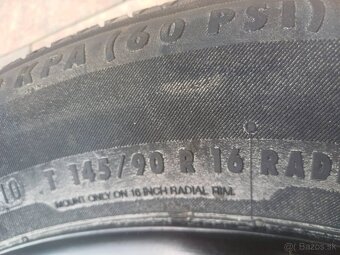 KPA (60 PSI)
T 145/90 R 16 RAD
MOUNT ONLY ON 16 INCH RADIAL RIM.
© Bazos.sk